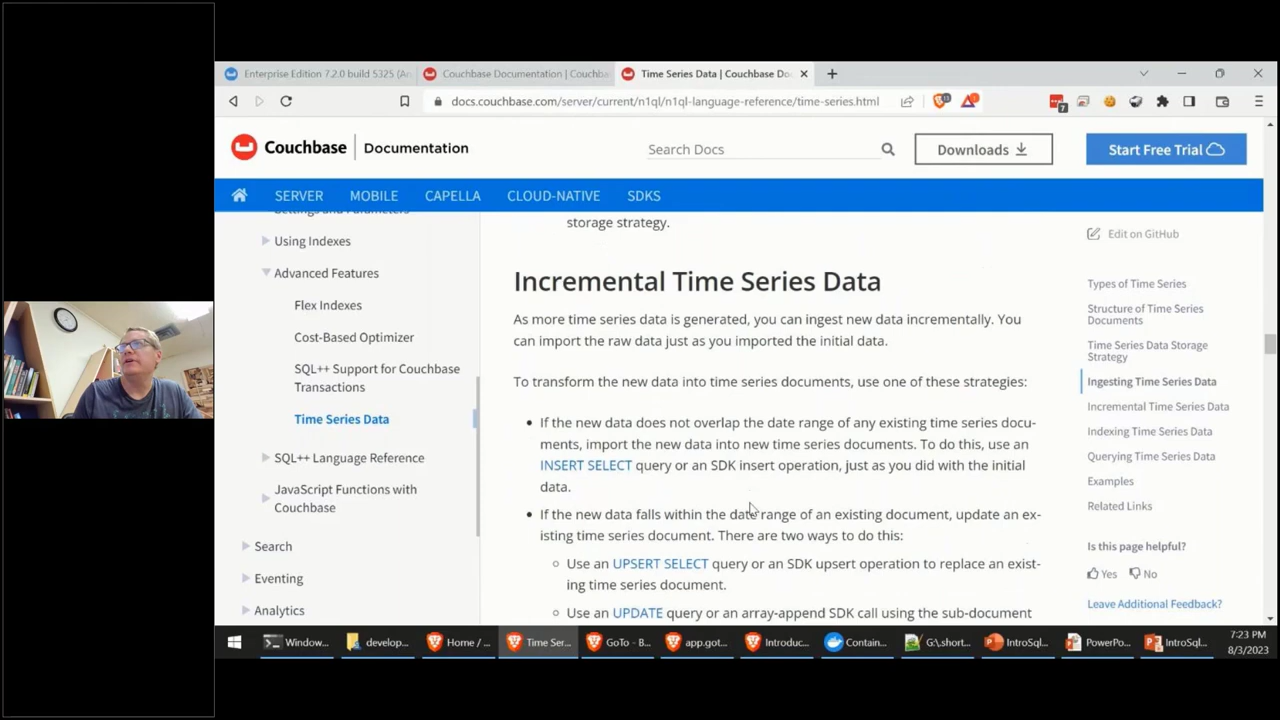 Enterprise Edition 7.2.0 build 5325 (A
Couchbase Documentation | Couchb
Time Series Data | Couchbase Do
docs.couchbase.com/server/current/n1ql/n1ql-language-reference/time-series.html
7
Couchbase
Documentation
Search Docs
Downloads
Start Free Trial
SERVER
MOBILE
CAPELLA
CLOUD-NATIVE
SDKS
Settings and Parameters
Using Indexes
Advanced Features
Flex Indexes
Cost-Based Optimizer
SQL++ Support for Couchbase
Transactions
Time Series Data
SQL++ Language Reference
JavaScript Functions with
Couchbase
Search
Eventing
Analytics
storage strategy.
Incremental Time Series Data
As more time series data is generated, you can ingest new data incrementally. You
can import the raw data just as you imported the initial data.
To transform the new data into time series documents, use one of these strategies:
If the new data does not overlap the date range of any existing time series docu-
ments, import the new data into new time series documents. To do this, use an
INSERT SELECT query or an SDK insert operation, just as you did with the initial
data.
If the new data falls within the date range of an existing document, update an ex-
isting time series document. There are two ways to do this:
Use an UPSERT SELECT query or an SDK upsert operation to replace an exist-
ing time series document.
Use an UPDATE query or an array-append SDK call using the sub-document
Edit on GitHub
Types of Time Series
Structure of Time Series
Documents
Time Series Data Storage
Strategy
Ingesting Time Series Data
Incremental Time Series Data
Indexing Time Series Data
Querying Time Series Data
Examples
Related Links
Is this page helpful?
Yes
No
Leave Additional Feedback?
Window...
develop...
Home / ...
Time Ser...
GoTo - B...
app.got...
Introduc...
Contain...
G:\.short...
IntroSql...
PowerPo...
IntroSql...
7:23 PM
8/3/2023